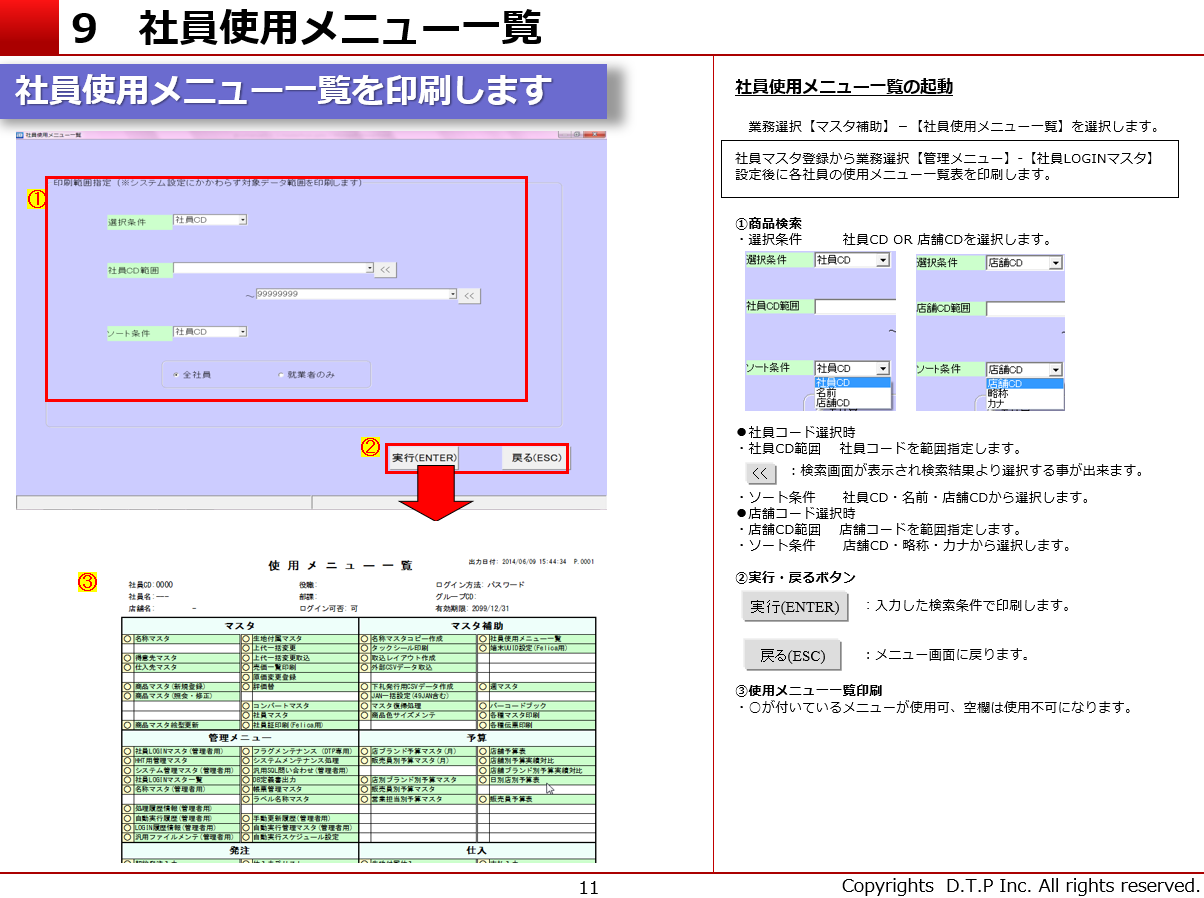 9 社員使用メニュー一覧
社員使用メニュー一覧を印刷します
社員使用メニュー一覧
① 印刷範囲指定(※システム設定にかかわらず対象データ範囲を印刷します)
選択条件 社員CD
社員CD範囲 <<
~ 99999999 <<
ソート条件 社員CD
全社員 就業者のみ
② 実行(ENTER) 戻る(ESC)
③ 使用メニュー一覧 出力日付: 2014/06/09 15:44:34 P.0001
社員CD:0000 役職: ログイン方法: パスワード
社員名:--- 部課: グループCD:
店舗名: - ログイン可否: 可 有効期限: 2099/12/31
マスタ マスタ補助
○名称マスタ ○生地付属マスタ ○名称マスタコピー作成 ○社員使用メニュー一覧
○上代一括変更 ○タックシール印刷 ○端末UUID設定(Felica用)
○得意先マスタ ○上代一括変更取込 ○取込レイアウト作成
○仕入先マスタ ○売価一覧印刷 ○外部CSVデータ取込
○原価変更登録
○商品マスタ(新規登録) ○評価替 ○下札発行用CSVデータ作成 ○週マスタ
○商品マスタ(照会・修正) ○JAN一括設定(49JAN含む)
○コンバートマスタ ○マスタ復帰処理 ○バーコードブック
○社員マスタ ○商品色サイズメンテ ○各種マスタ印刷
○商品マスタ絵型更新 ○社員証印刷(Felica用) ○各種伝票印刷
管理メニュー 予算
○社員LOGINマスタ(管理者用) ○フラグメンテナンス (DTP専用) ○店ブランド予算マスタ(月) ○店舗予算表
○HHT用管理マスタ ○システムメンテナンス処理 ○販売員別予算マスタ(月) ○店舗別予算実績対比
○システム管理マスタ(管理者用) ○汎用SQL問い合わせ(管理者用) ○店舗ブランド別予算実績対比
○社員LOGINマスタ一覧 ○DB定義書出力 ○店別ブランド別予算マスタ ○日別店別予算表
○名称マスタ(管理者用) ○帳票管理マスタ ○販売員別予算マスタ
○ラベル名称マスタ ○営業担当別予算マスタ ○販売員予算表
○処理履歴情報(管理者用)
○自動実行履歴(管理者用) ○手動更新履歴(管理者用)
○LOGIN履歴情報(管理者用) ○自動実行管理マスタ(管理者用)
○汎用ファイルメンテ(管理者用) ○自動実行スケジュール設定
発注 仕入
社員使用メニュー一覧の起動
業務選択【マスタ補助】-【社員使用メニュー一覧】を選択します。
社員マスタ登録から業務選択【管理メニュー】-【社員LOGINマスタ】
設定後に各社員の使用メニュー一覧表を印刷します。
①商品検索
・選択条件 社員CD OR 店舗CDを選択します。
選択条件 社員CD 選択条件 店舗CD
社員CD範囲 店舗CD範囲
~
ソート条件 社員CD ソート条件 店舗CD
社員CD 店舗CD
名前 略称
店舗CD カナ
●社員コード選択時
・社員CD範囲 社員コードを範囲指定します。
<< :検索画面が表示され検索結果より選択する事が出来ます。
・ソート条件 社員CD・名前・店舗CDから選択します。
●店舗コード選択時
・店舗CD範囲 店舗コードを範囲指定します。
・ソート条件 店舗CD・略称・カナから選択します。
②実行・戻るボタン
実行(ENTER) :入力した検索条件で印刷します。
戻る(ESC) :メニュー画面に戻ります。
③使用メニュー一覧印刷
・○が付いているメニューが使用可、空欄は使用不可になります。
11
Copyrights D.T.P Inc. All rights reserved.